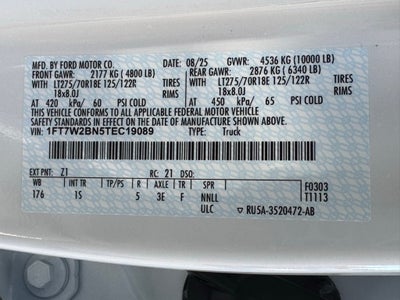 MFD. BY FORD MOTOR CO. 08/25 GVWR: 4536 KG (10000 LB)
FRONT GAWR: 2177 KG ( 4800 LB) REAR GAWR: 2876 KG ( 6340 LB)
WITH LT275/70R18E 125/122R TIRES WITH LT275/70R18E 125/122R TIRES
18x8.0J RIMS 18x8.0J RIMS
AT 420 kPa/ 60 PSI COLD AT 450 kPa/ 65 PSI COLD
THIS VEHICLE CONFORMS TO ALL APPLICABLE FEDERAL MOTOR VEHICLE
SAFETY STANDARDS IN EFFECT ON THE DATE OF MANUFACTURE SHOWN ABOVE.
VIN: 1FT7W2BN5TEC19089 TYPE: Truck
EXT PNT: Z1 RC: 21 DSO:
WB INT TR TP/PS R AXLE TR SPR F0303
176 1S 5 3E F NNLL T1113
ULC RU5A-3520472-AB